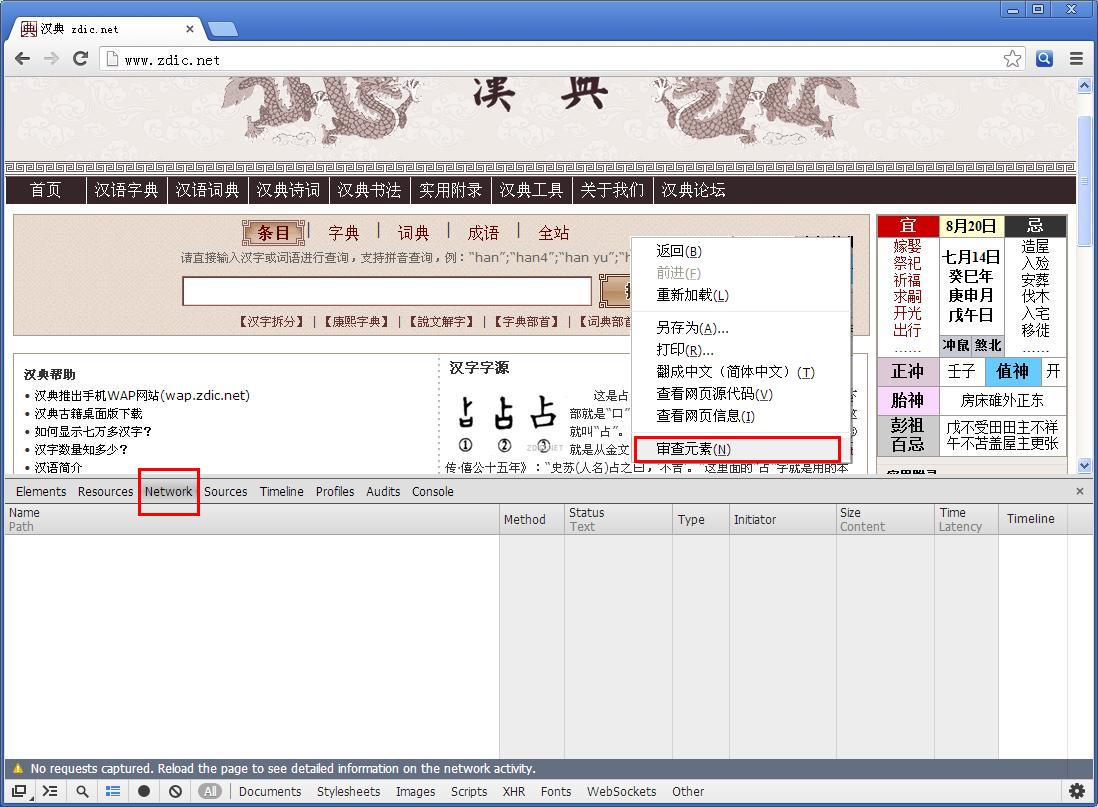 汉典 zdic.net
www.zdic.net
漢 典
首页 汉语字典 汉语词典 汉典诗词 汉典书法 实用附录 汉典工具 关于我们 汉典论坛
条目 字典 词典 成语 全站
请直接输入汉字或词语进行查询，支持拼音查询，例：“han”;“han4”;“han yu”;“h
【汉字拆分】 | 【康熙字典】 | 【說文解字】 | 【字典部首】 | 【词典部首
返回(B)
前进(F)
重新加载(L)
另存为(A)...
打印(R)...
翻成中文（简体中文）(T)
查看网页源代码(V)
查看网页信息(I)
审查元素(N)
宜 8月20日 忌
嫁娶
祭祀
祈福
求嗣
开光
出行
……
七月14日
癸巳年
庚申月
戊午日
冲鼠 煞北
造屋
入殓
安葬
伐木
入宅
移徙
……
正冲 壬子 值神 开
胎神 房床碓外正东
彭祖百忌
戊不受田田主不祥
午不苫盖屋主更张
汉典帮助
• 汉典推出手机WAP网站(wap.zdic.net)
• 汉典古籍桌面版下载
• 如何显示七万多汉字？
• 汉字数量知多少？
• 汉语简介
汉字字源
① ② ③
ZDIC.NET
这是占
部就是“口”
就叫“占”。
就是从金文
传·僖公十五年》：“史苏(人名)占之曰，不吉。”这里面的“占”字就是用的本
Elements Resources Network Sources Timeline Profiles Audits Console
Name Method Status Type Initiator Size Time Timeline
Path Text Content Latency
No requests captured. Reload the page to see detailed information on the network activity.
All Documents Stylesheets Images Scripts XHR Fonts WebSockets Other